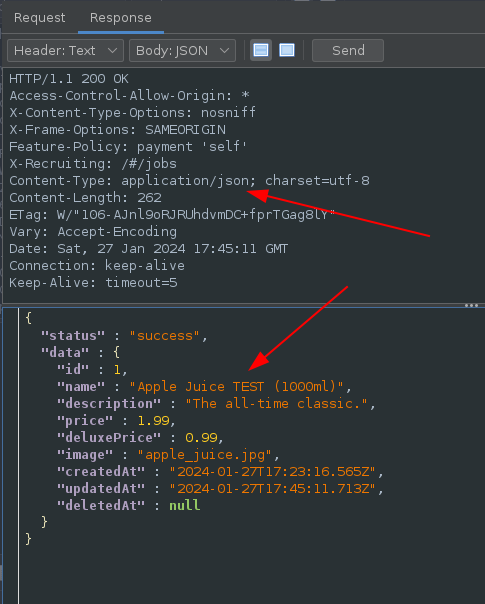 Request Response
Header: Text Body: JSON Send
HTTP/1.1 200 OK
Access-Control-Allow-Origin: *
X-Content-Type-Options: nosniff
X-Frame-Options: SAMEORIGIN
Feature-Policy: payment 'self'
X-Recruiting: /#/jobs
Content-Type: application/json; charset=utf-8
Content-Length: 262
ETag: W/"106-AJnl9oRJRUhdvmDC+fprTGag8lY"
Vary: Accept-Encoding
Date: Sat, 27 Jan 2024 17:45:11 GMT
Connection: keep-alive
Keep-Alive: timeout=5
{
"status" : "success",
"data" : {
"id" : 1,
"name" : "Apple Juice TEST (1000ml)",
"description" : "The all-time classic.",
"price" : 1.99,
"deluxePrice" : 0.99,
"image" : "apple_juice.jpg",
"createdAt" : "2024-01-27T17:23:16.565Z",
"updatedAt" : "2024-01-27T17:45:11.713Z",
"deletedAt" : null
}
}